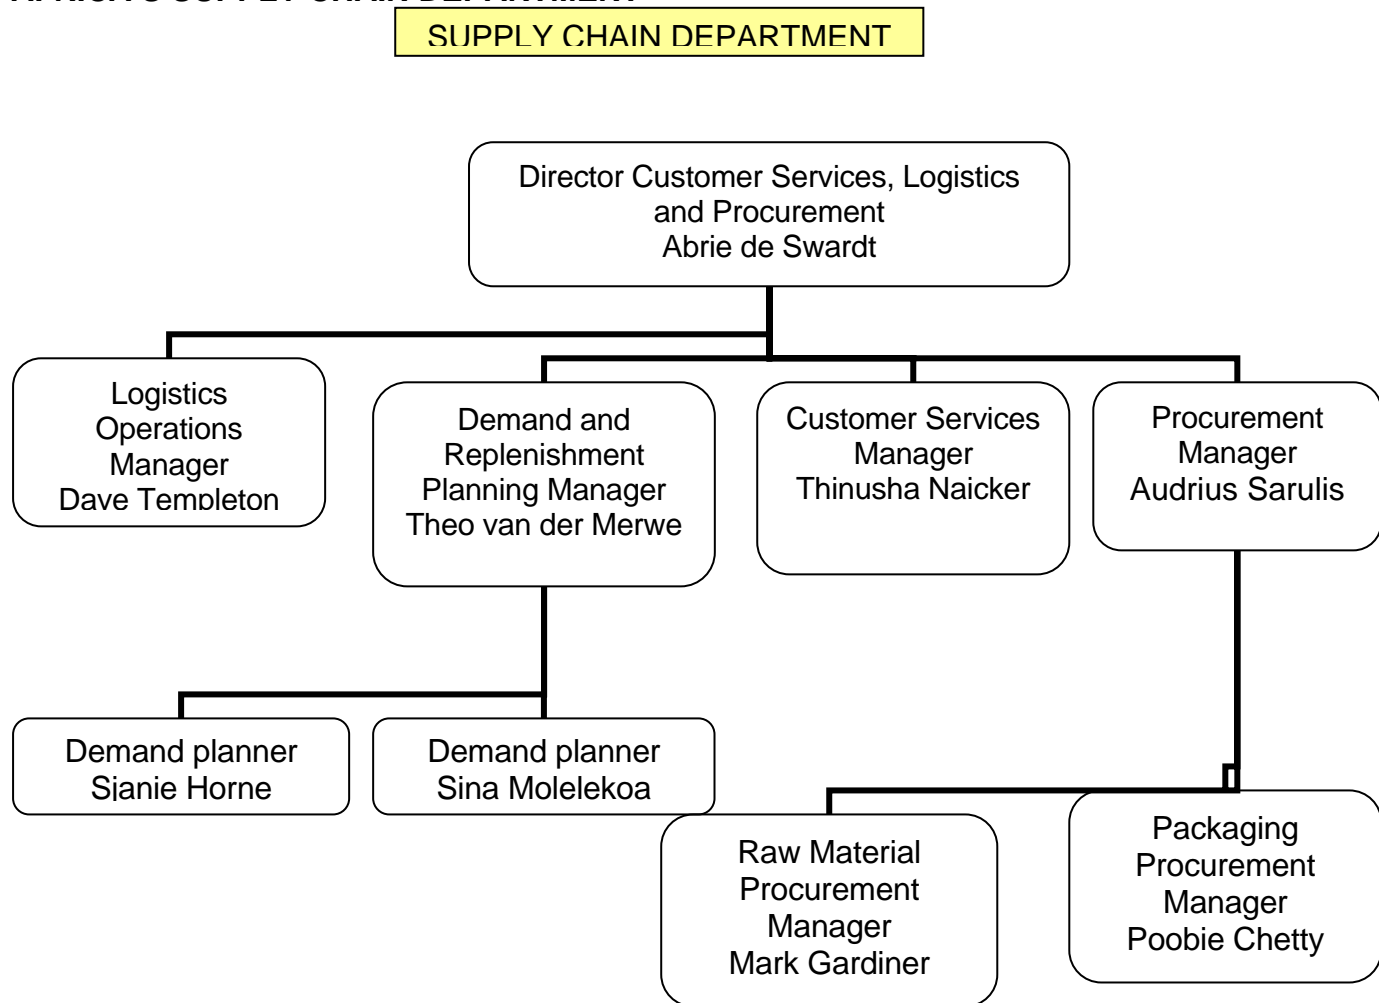 SUPPLY CHAIN DEPARTMENT
Director Customer Services, Logistics
and Procurement
Abrie de Swardt
Logistics
Operations
Manager
Dave Templeton
Demand and
Replenishment
Planning Manager
Theo van der Merwe
Customer Services
Manager
Thinusha Naicker
Procurement
Manager
Audrius Sarulis
Demand planner
Sjanie Horne
Demand planner
Sina Molelekoa
Raw Material
Procurement
Manager
Mark Gardiner
Packaging
Procurement
Manager
Poobie Chetty